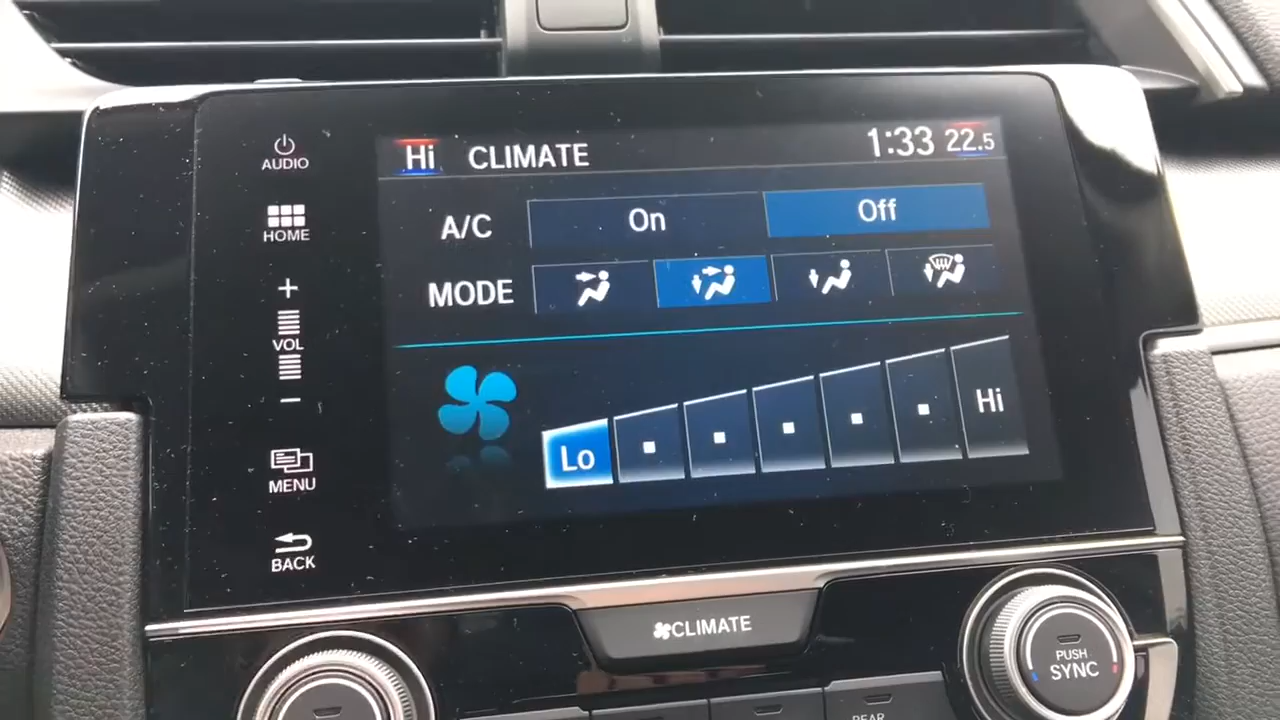 AUDIO
HOME
+
VOL
−
MENU
BACK
Hi CLIMATE 1:33 22.5
A/C On Off
MODE
Lo Hi
CLIMATE
PUSH
SYNC
REAR